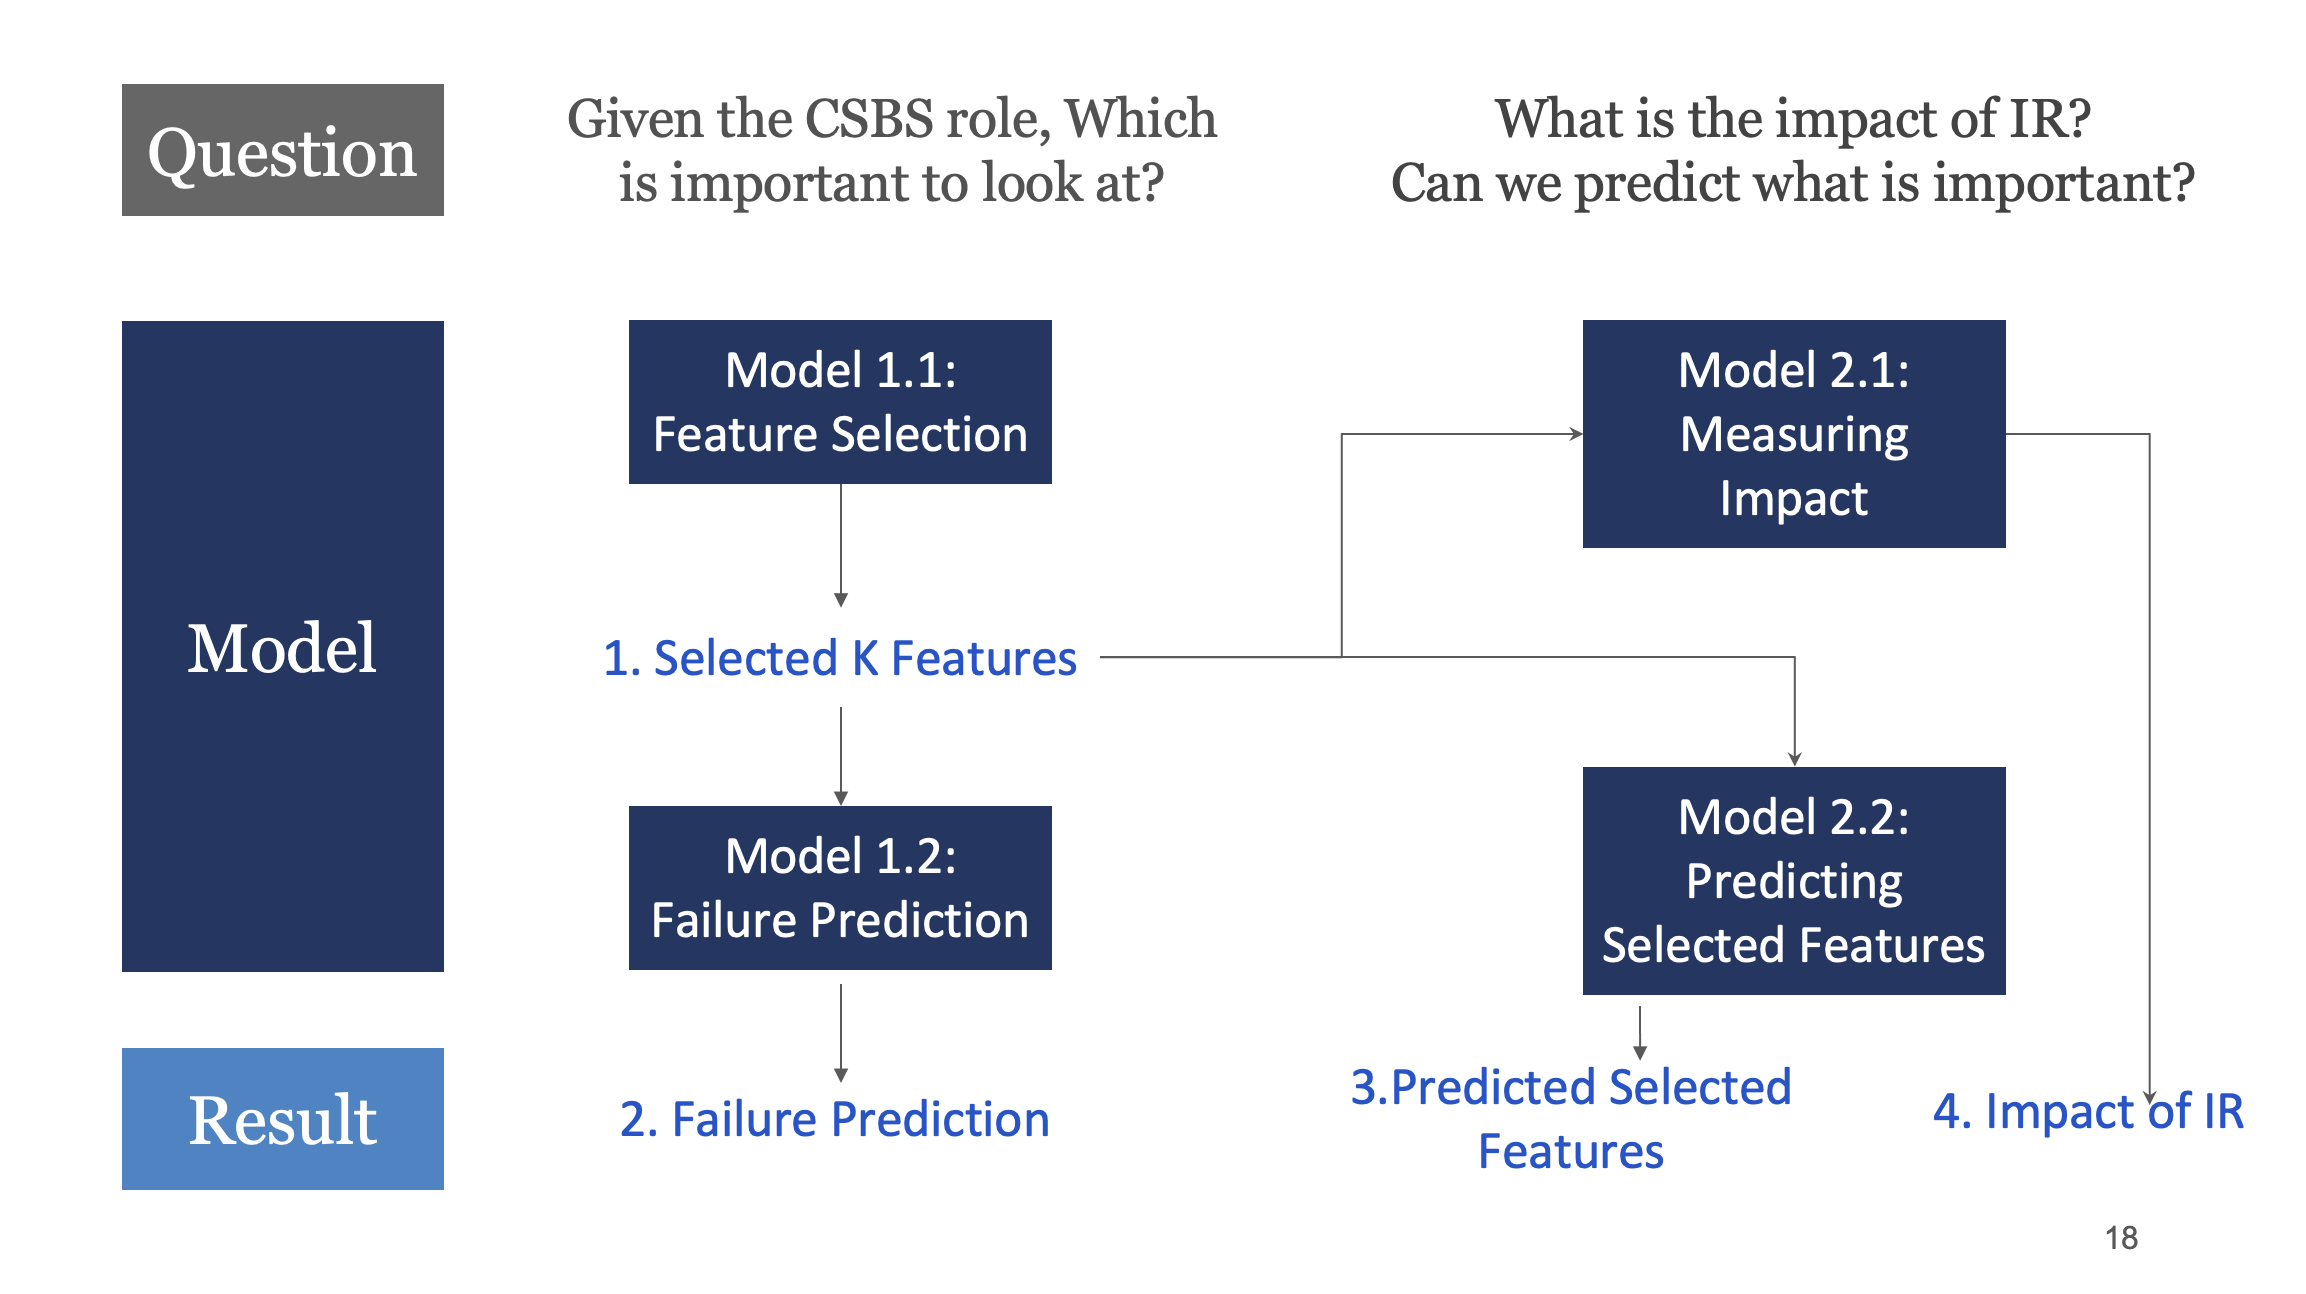 Question
Given the CSBS role, Which
is important to look at?
What is the impact of IR?
Can we predict what is important?
Model
Model 1.1:
Feature Selection
1. Selected K Features
Model 1.2:
Failure Prediction
Model 2.1:
Measuring
Impact
Model 2.2:
Predicting
Selected Features
Result
2. Failure Prediction
3.Predicted Selected
Features
4. Impact of IR
18